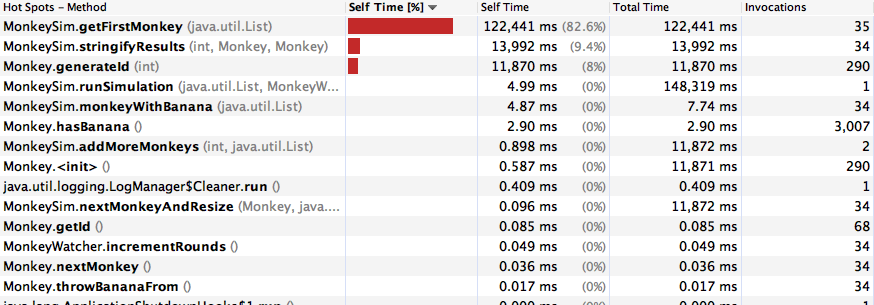 Hot Spots – Method Self Time [%] Self Time Total Time Invocations
MonkeySim.getFirstMonkey (java.util.List) 122,441 ms (82.6%) 122,441 ms 35
MonkeySim.stringifyResults (int, Monkey, Monkey) 13,992 ms (9.4%) 13,992 ms 34
Monkey.generateId (int) 11,870 ms (8%) 11,870 ms 290
MonkeySim.runSimulation (java.util.List, MonkeyW... 4.99 ms (0%) 148,319 ms 1
MonkeySim.monkeyWithBanana (java.util.List) 4.87 ms (0%) 7.74 ms 34
Monkey.hasBanana () 2.90 ms (0%) 2.90 ms 3,007
MonkeySim.addMoreMonkeys (int, java.util.List) 0.898 ms (0%) 11,872 ms 2
Monkey.<init> () 0.587 ms (0%) 11,871 ms 290
java.util.logging.LogManager$Cleaner.run () 0.409 ms (0%) 0.409 ms 1
MonkeySim.nextMonkeyAndResize (Monkey, java.... 0.096 ms (0%) 11,872 ms 34
Monkey.getId () 0.085 ms (0%) 0.085 ms 68
MonkeyWatcher.incrementRounds () 0.049 ms (0%) 0.049 ms 34
Monkey.nextMonkey () 0.036 ms (0%) 0.036 ms 34
Monkey.throwBananaFrom () 0.017 ms (0%) 0.017 ms 34